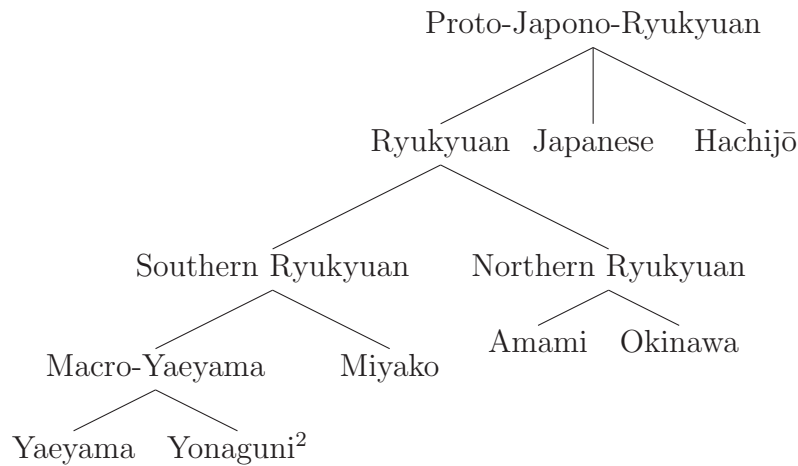 Proto-Japono-Ryukyuan
Ryukyuan Japanese Hachijō
Southern Ryukyuan Northern Ryukyuan
Amami Okinawa
Macro-Yaeyama Miyako
Yaeyama Yonaguni²